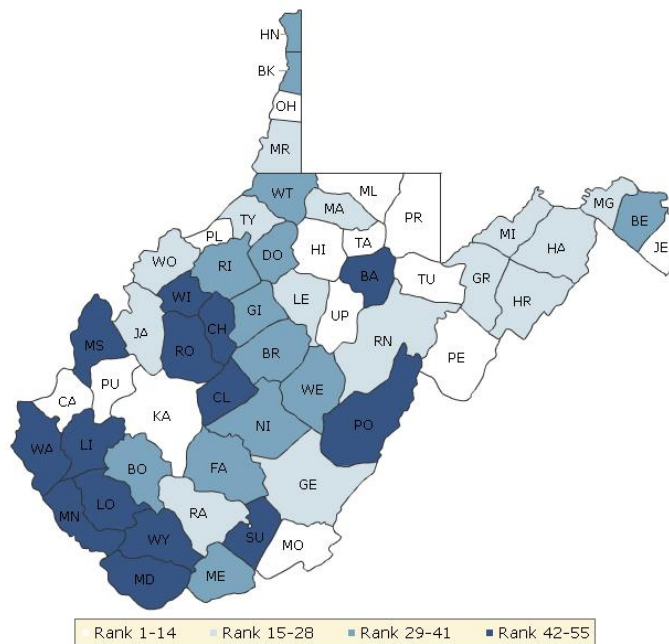 HN
BK
OH
MR
WT
ML
MA
PR
MG
BE
TY
PL
HI
TA
MI
HA
JE
WO
RI
DO
BA
TU
GR
WI
GI
LE
UP
HR
MS
JA
CH
RO
BR
RN
PE
PU
CA
CL
WE
KA
NI
PO
WA
LI
BO
FA
GE
LO
MN
RA
WY
SU
MO
MD
ME
Rank 1-14 Rank 15-28 Rank 29-41 Rank 42-55